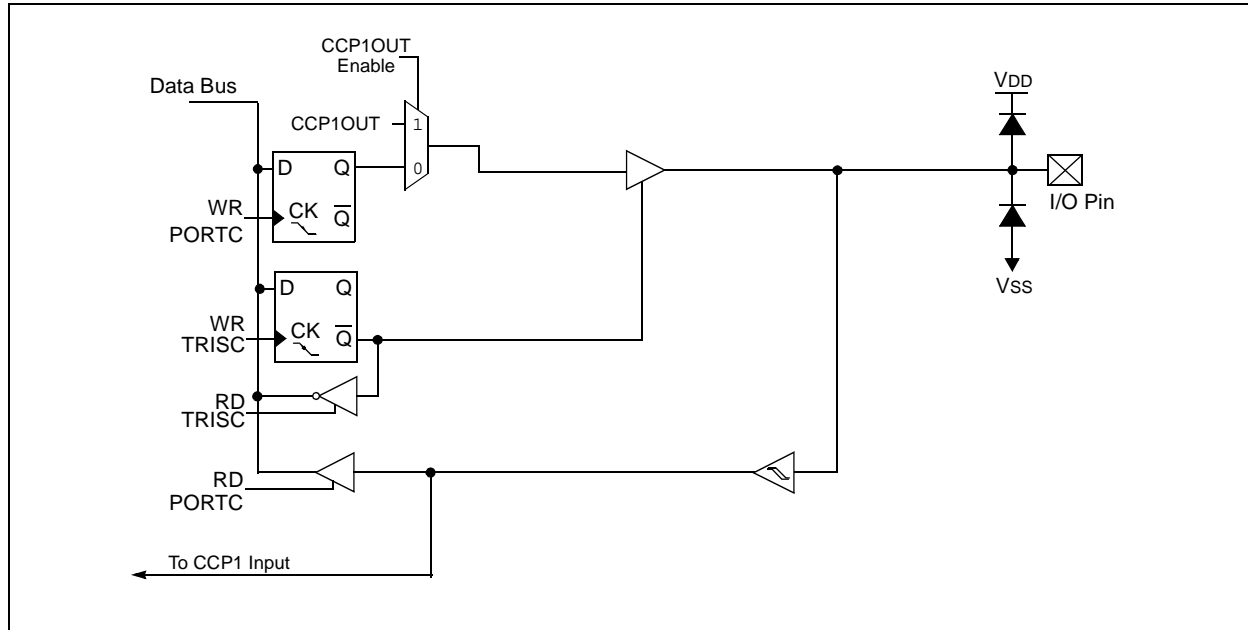 CCP1OUT
Enable
Data Bus
VDD
CCP1OUT
1
D
Q
0
I/O Pin
WR
PORTC
CK
Q
VSS
D
Q
WR
TRISC
CK
Q
RD
TRISC
RD
PORTC
To CCP1 Input